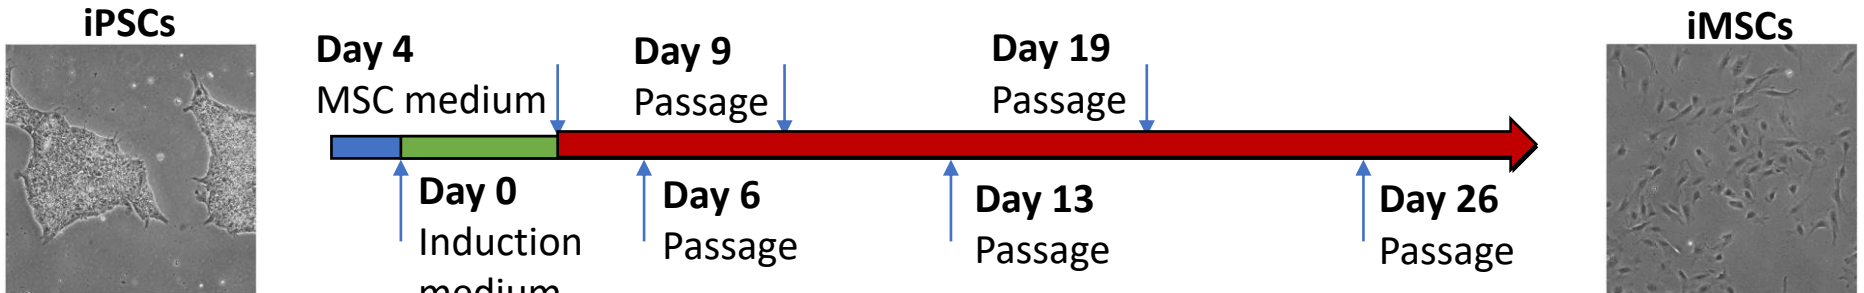 iPSCs
Day 4
MSC medium
Day 9
Passage
Day 19
Passage
iMSCs
Day 0
Induction
medium
Day 6
Passage
Day 13
Passage
Day 26
Passage